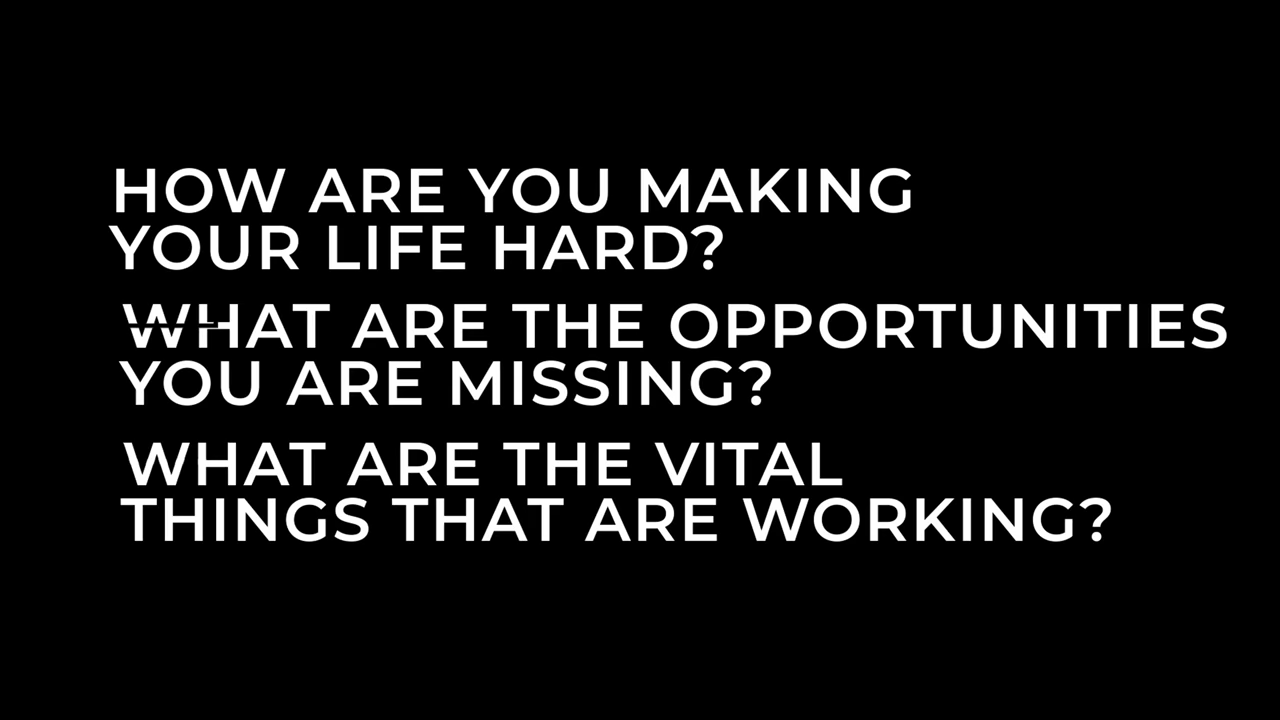 HOW ARE YOU MAKING
YOUR LIFE HARD?
WHAT ARE THE OPPORTUNITIES
YOU ARE MISSING?
WHAT ARE THE VITAL
THINGS THAT ARE WORKING?